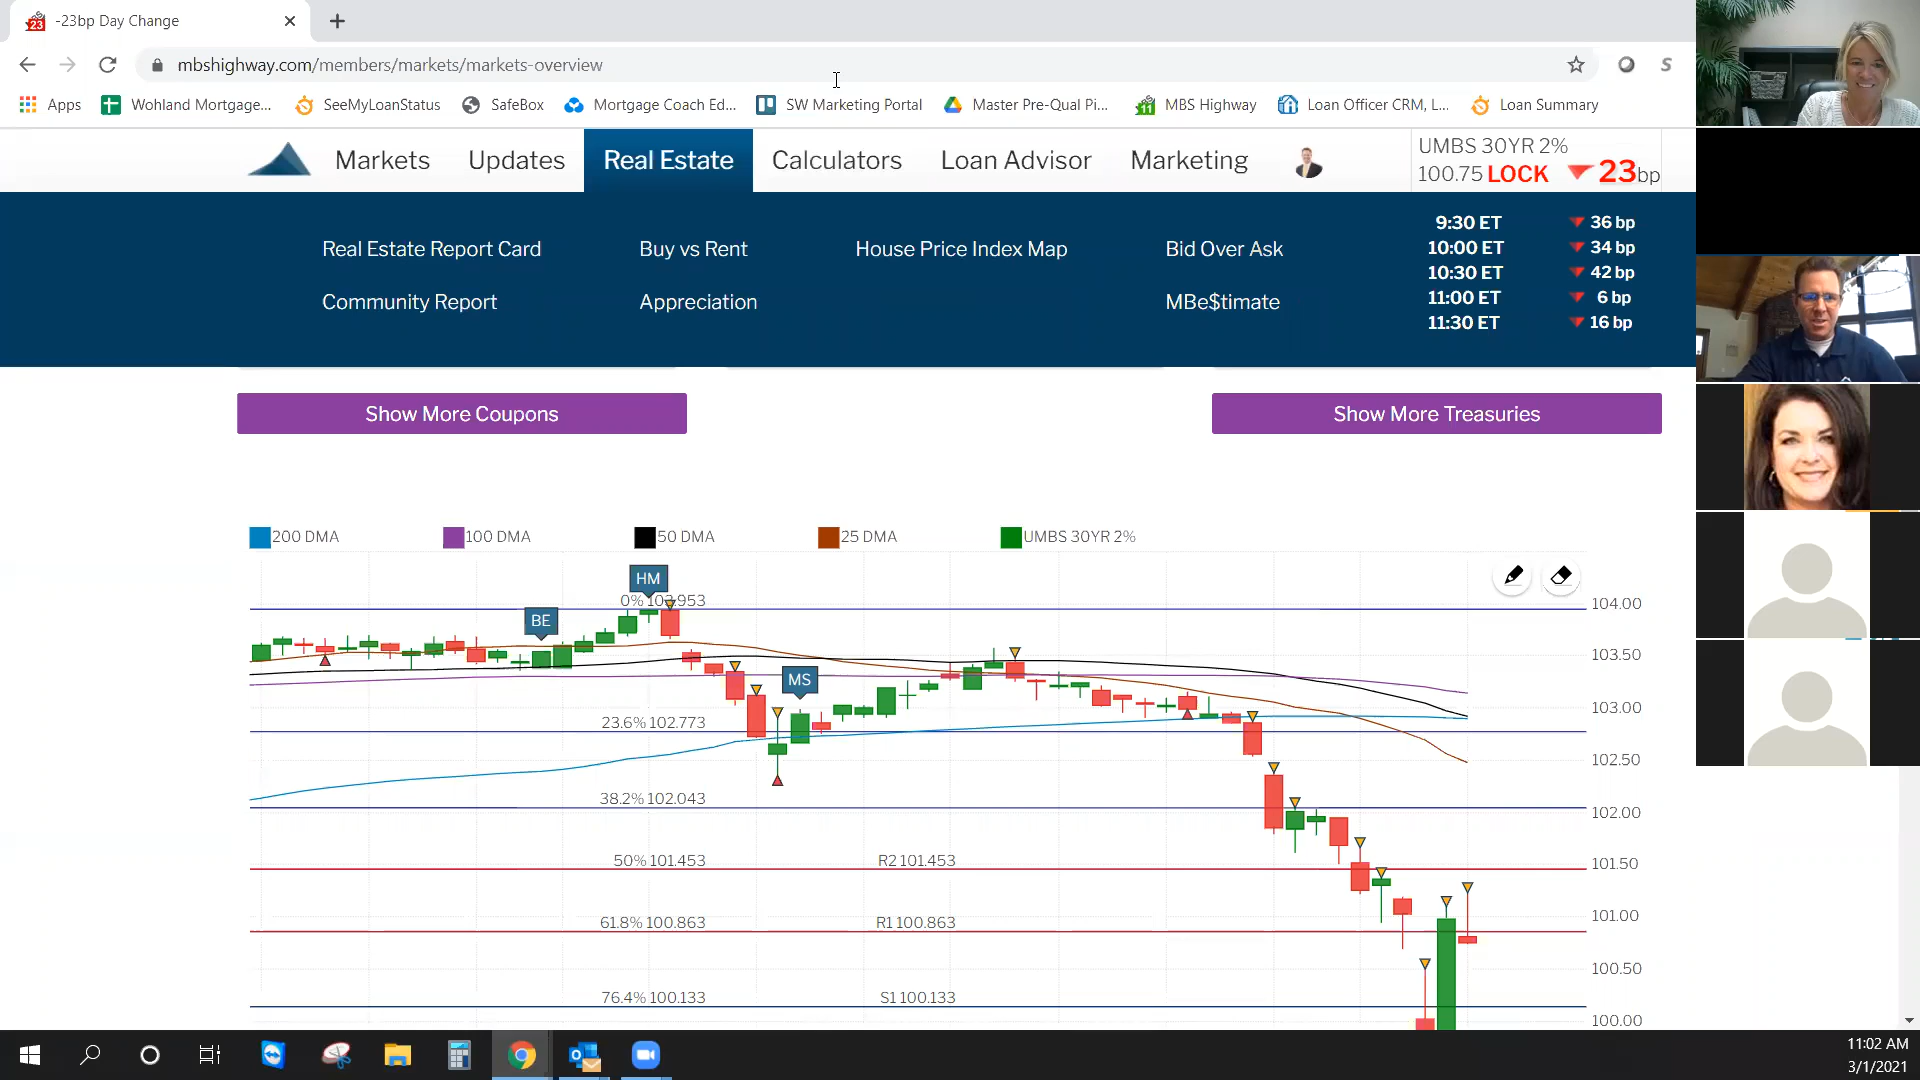 -23bp Day Change
mbshighway.com/members/markets/markets-overview
Apps
Wohland Mortgage...
SeeMyLoanStatus
SafeBox
Mortgage Coach Ed...
SW Marketing Portal
Master Pre-Qual Pi...
MBS Highway
Loan Officer CRM, L...
Loan Summary
Markets
Updates
Real Estate
Calculators
Loan Advisor
Marketing
UMBS 30YR 2%
100.75 LOCK 23bp
Real Estate Report Card
Buy vs Rent
House Price Index Map
Bid Over Ask
Community Report
Appreciation
MBe$timate
9:30 ET 36 bp
10:00 ET 34 bp
10:30 ET 42 bp
11:00 ET 6 bp
11:30 ET 16 bp
Show More Coupons
Show More Treasuries
200 DMA
100 DMA
50 DMA
25 DMA
UMBS 30YR 2%
HM
0% 103.953
104.00
BE
103.50
MS
103.00
23.6% 102.773
102.50
38.2% 102.043
102.00
50% 101.453
R2 101.453
101.50
61.8% 100.863
R1 100.863
101.00
100.50
76.4% 100.133
S1 100.133
100.00
11:02 AM
3/1/2021